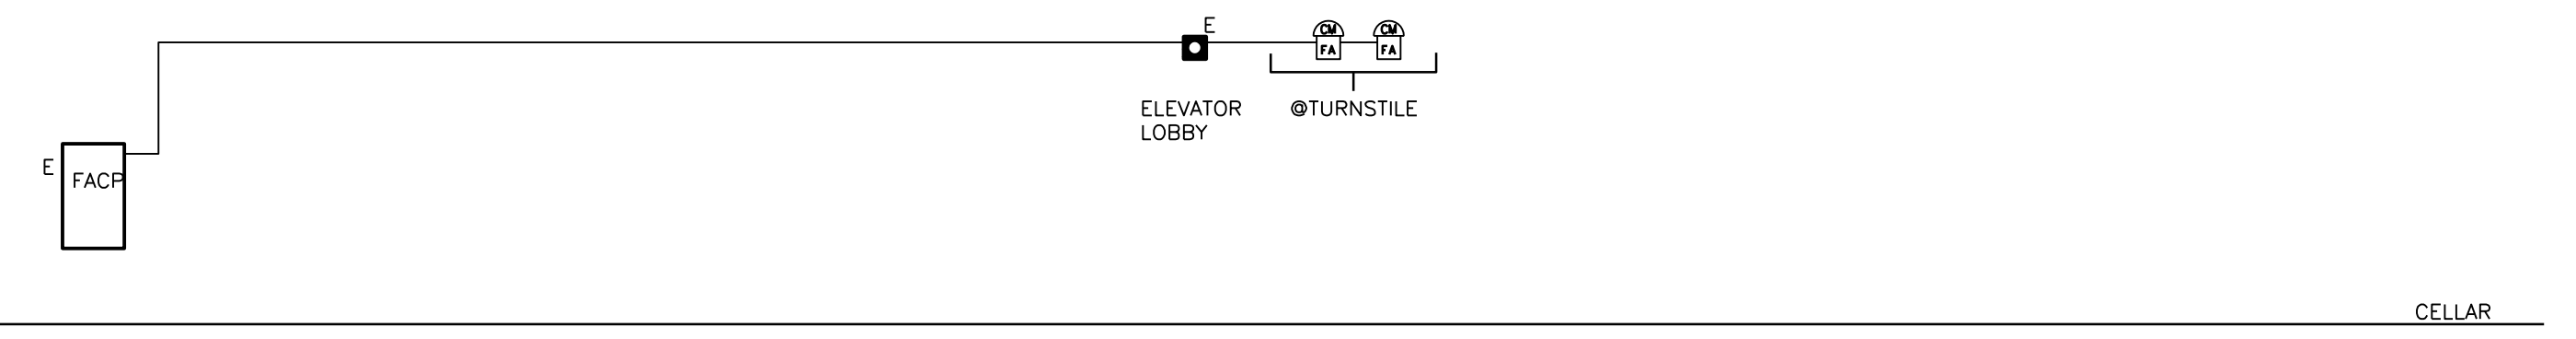 E
CM
CM
FA
FA
ELEVATOR
LOBBY
@TURNSTILE
E
FACP
CELLAR